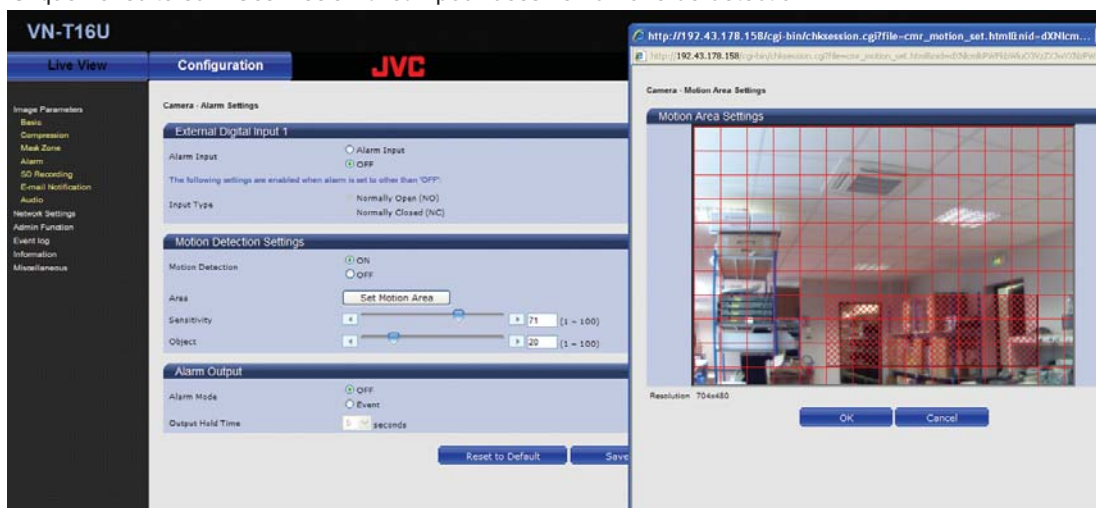 VN-T16U
Live View
Configuration
JVC
Image Parameters
Basic
Compression
Mask Zone
Alarm
SD Recording
E-mail Notification
Audio
Network Settings
Admin Function
Event log
Information
Miscellaneous
Camera - Alarm Settings
External Digital Input 1
Alarm Input
Alarm Input
OFF
The following settings are enabled when alarm is set to other than 'OFF':
Input Type
Normally Open (NO)
Normally Closed (NC)
Motion Detection Settings
Motion Detection
ON
OFF
Area
Set Motion Area
Sensitivity
71
(1 ~ 100)
Object
20
(1 ~ 100)
Alarm Output
Alarm Mode
OFF
Event
Output Hold Time
5
seconds
Reset to Default
Save
http://192.43.178.158/cgi-bin/chksession.cgi?file=cmr_motion_set.html&nid=dXNlcm...
Camera - Motion Area Settings
Motion Area Settings
Resolution 704x480
OK
Cancel